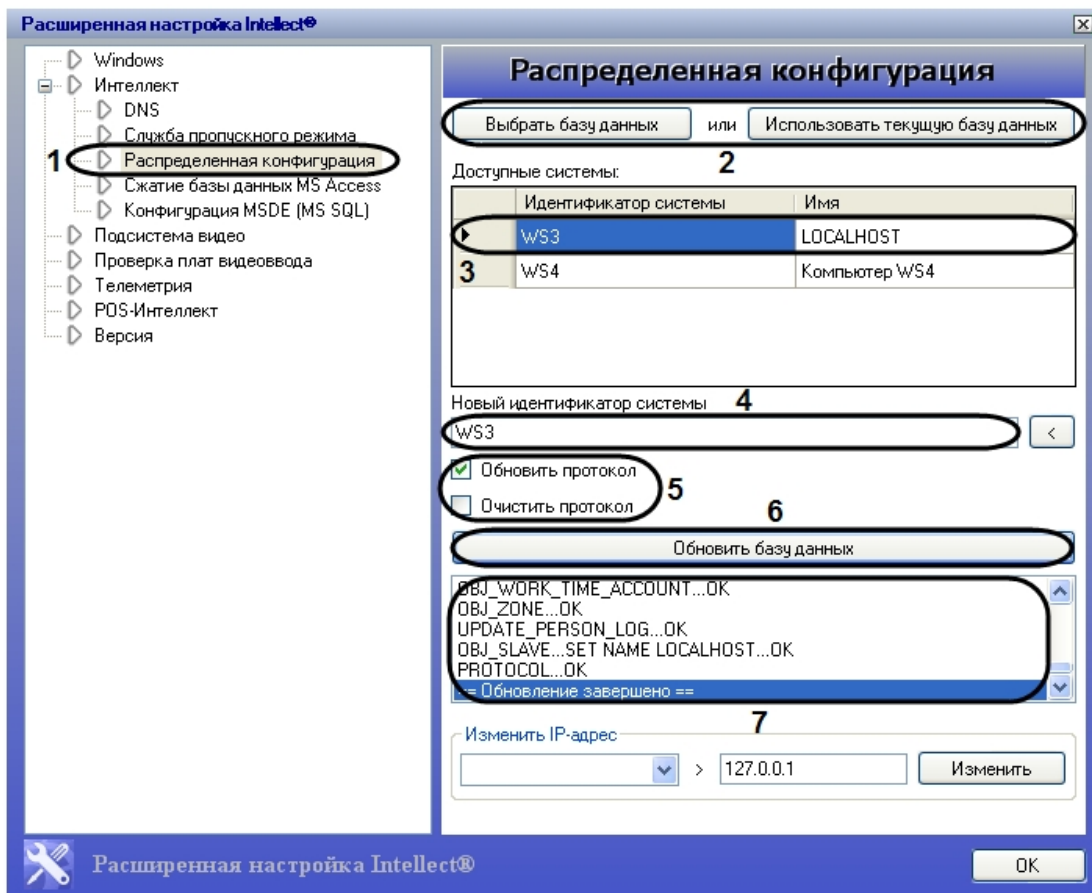 Расширенная настройка Intellect®
Windows
Интеллект
DNS
Служба пропускного режима
1
Распределенная конфигурация
Сжатие базы данных MS Access
Конфигурация MSDE (MS SQL)
Подсистема видео
Проверка плат видеоввода
Телеметрия
POS-Интеллект
Версия
Распределенная конфигурация
Выбрать базу данных или Использовать текущую базу данных
2
Доступные системы:
Идентификатор системы Имя
WS3 LOCALHOST
3 WS4 Компьютер WS4
Новый идентификатор системы 4
WS3 <
Обновить протокол
Очистить протокол
5
6
Обновить базу данных
OBJ_WORK_TIME_ACCOUNT...OK
OBJ_ZONE...OK
UPDATE_PERSON_LOG...OK
OBJ_SLAVE...SET NAME LOCALHOST...OK
PROTOCOL...OK
== Обновление завершено ==
7
Изменить IP-адрес
> 127.0.0.1 Изменить
Расширенная настройка Intellect®
OK